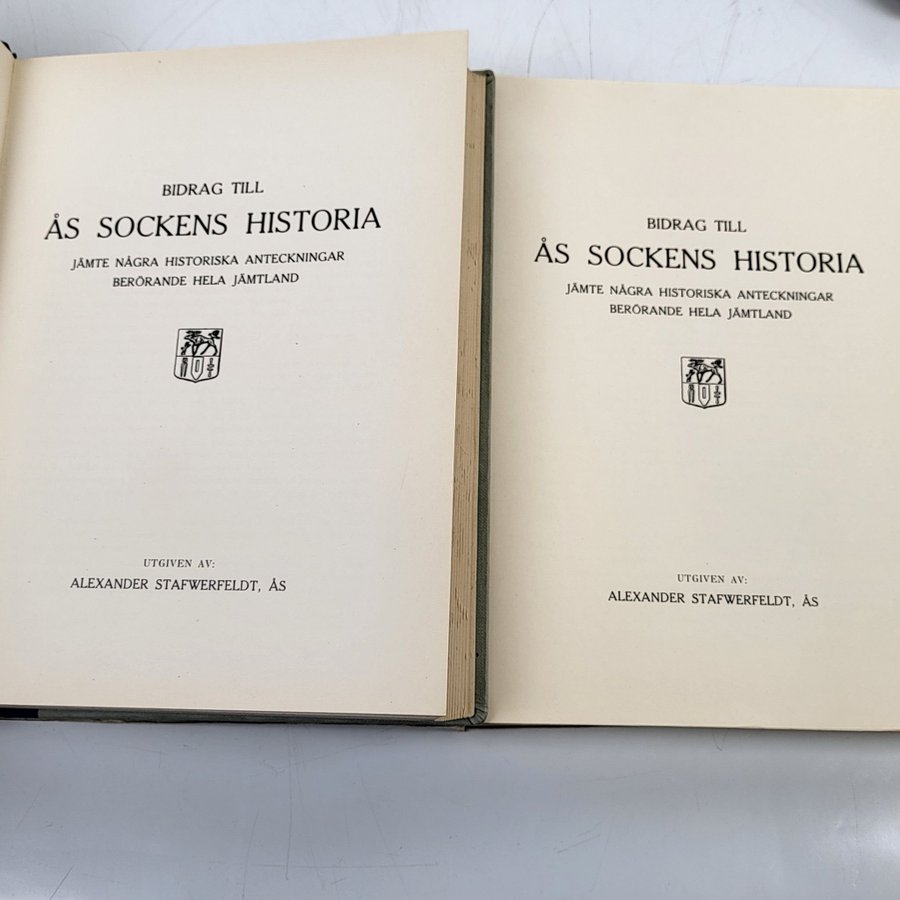 BIDRAG TILL
ÅS SOCKENS HISTORIA
JÄMTE NÅGRA HISTORISKA ANTECKNINGAR
BERÖRANDE HELA JÄMTLAND
UTGIVEN AV:
ALEXANDER STAFWERFELDT, ÅS
BIDRAG TILL
ÅS SOCKENS HISTORIA
JÄMTE NÅGRA HISTORISKA ANTECKNINGAR
BERÖRANDE HELA JÄMTLAND
UTGIVEN AV:
ALEXANDER STAFWERFELDT, ÅS